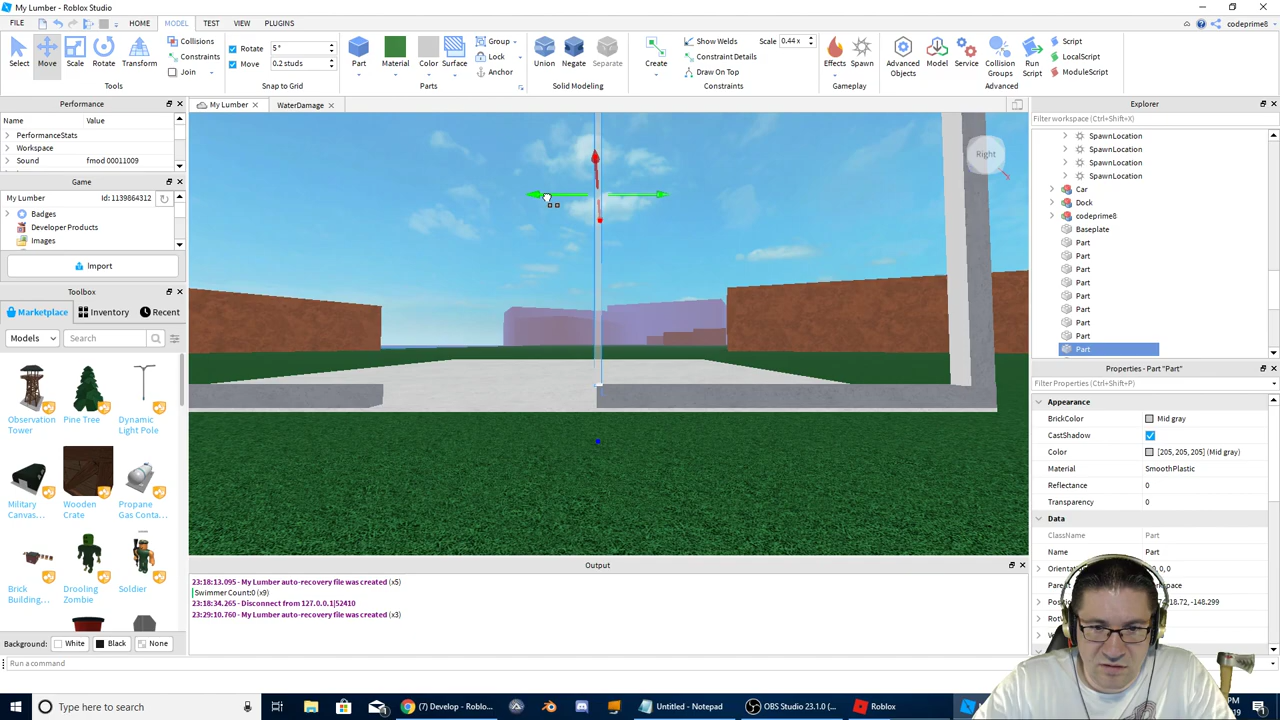 My Lumber - Roblox Studio
FILE HOME MODEL TEST VIEW PLUGINS codeprime8
Select Move Scale Rotate Transform
Collisions
Constraints
Join
Tools
Rotate 5 °
Move 0.2 studs
Snap to Grid
Part Material Color Surface
Group
Lock
Anchor
Parts
Union Negate Separate
Solid Modeling
Create
Show Welds
Constraint Details
Draw On Top
Scale 0.44 x
Constraints
Effects Spawn
Gameplay
Advanced Objects Model Service Collision Groups Run Script
Script
LocalScript
ModuleScript
Advanced
Performance
Name Value
PerformanceStats
Workspace
Sound fmod 00011009
Game
My Lumber Id: 1139864312
Badges
Developer Products
Images
Import
Toolbox
Marketplace Inventory Recent
Models Search
Observation Tower
Pine Tree
Dynamic Light Pole
Military Canvas...
Wooden Crate
Propane Gas Conta...
Brick Building...
Drooling Zombie
Soldier
Background: White Black None
Run a command
My Lumber WaterDamage
Right
Output
23:18:13.095 - My Lumber auto-recovery file was created (x5)
Swimmer Count:0 (x9)
23:18:34.265 - Disconnect from 127.0.0.1|52410
23:29:10.760 - My Lumber auto-recovery file was created (x3)
Explorer
Filter workspace (Ctrl+Shift+X)
SpawnLocation
SpawnLocation
SpawnLocation
SpawnLocation
Car
Dock
codeprime8
Baseplate
Part
Part
Part
Part
Part
Part
Part
Part
Part
Properties - Part "Part"
Filter Properties (Ctrl+Shift+P)
Appearance
BrickColor Mid gray
CastShadow
Color [205, 205, 205] (Mid gray)
Material SmoothPlastic
Reflectance 0
Transparency 0
Data
ClassName Part
Name Part
Type here to search
(7) Develop - Ro...
Untitled - Notepad
OBS Studio 23.1.0 (...
Roblox